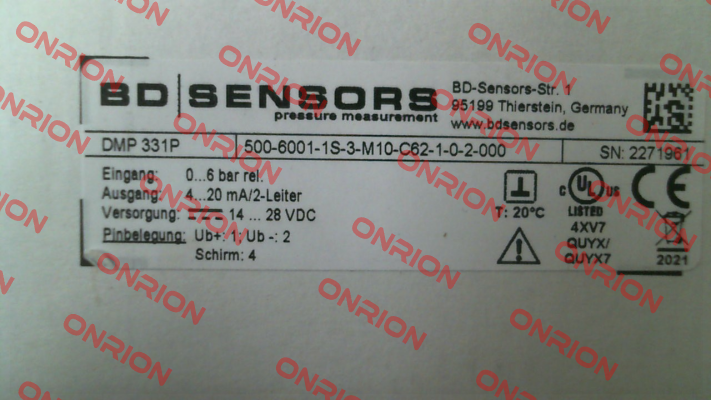 BD|SENSORS
pressure measurement
BD-Sensors-Str. 1
95199 Thierstein, Germany
www.bdsensors.de
DMP 331P
500-6001-1S-3-M10-C62-1-0-2-000
SN: 2271961
Eingang: 0...6 bar rel.
Ausgang: 4...20 mA/2-Leiter
Versorgung: 14 ... 28 VDC
Pinbelegung: Ub+: 1, Ub -: 2
Schirm: 4
T: 20°C
c UL us
LISTED
4XV7
QUYX/
QUYX7
CE
2021
ONRION